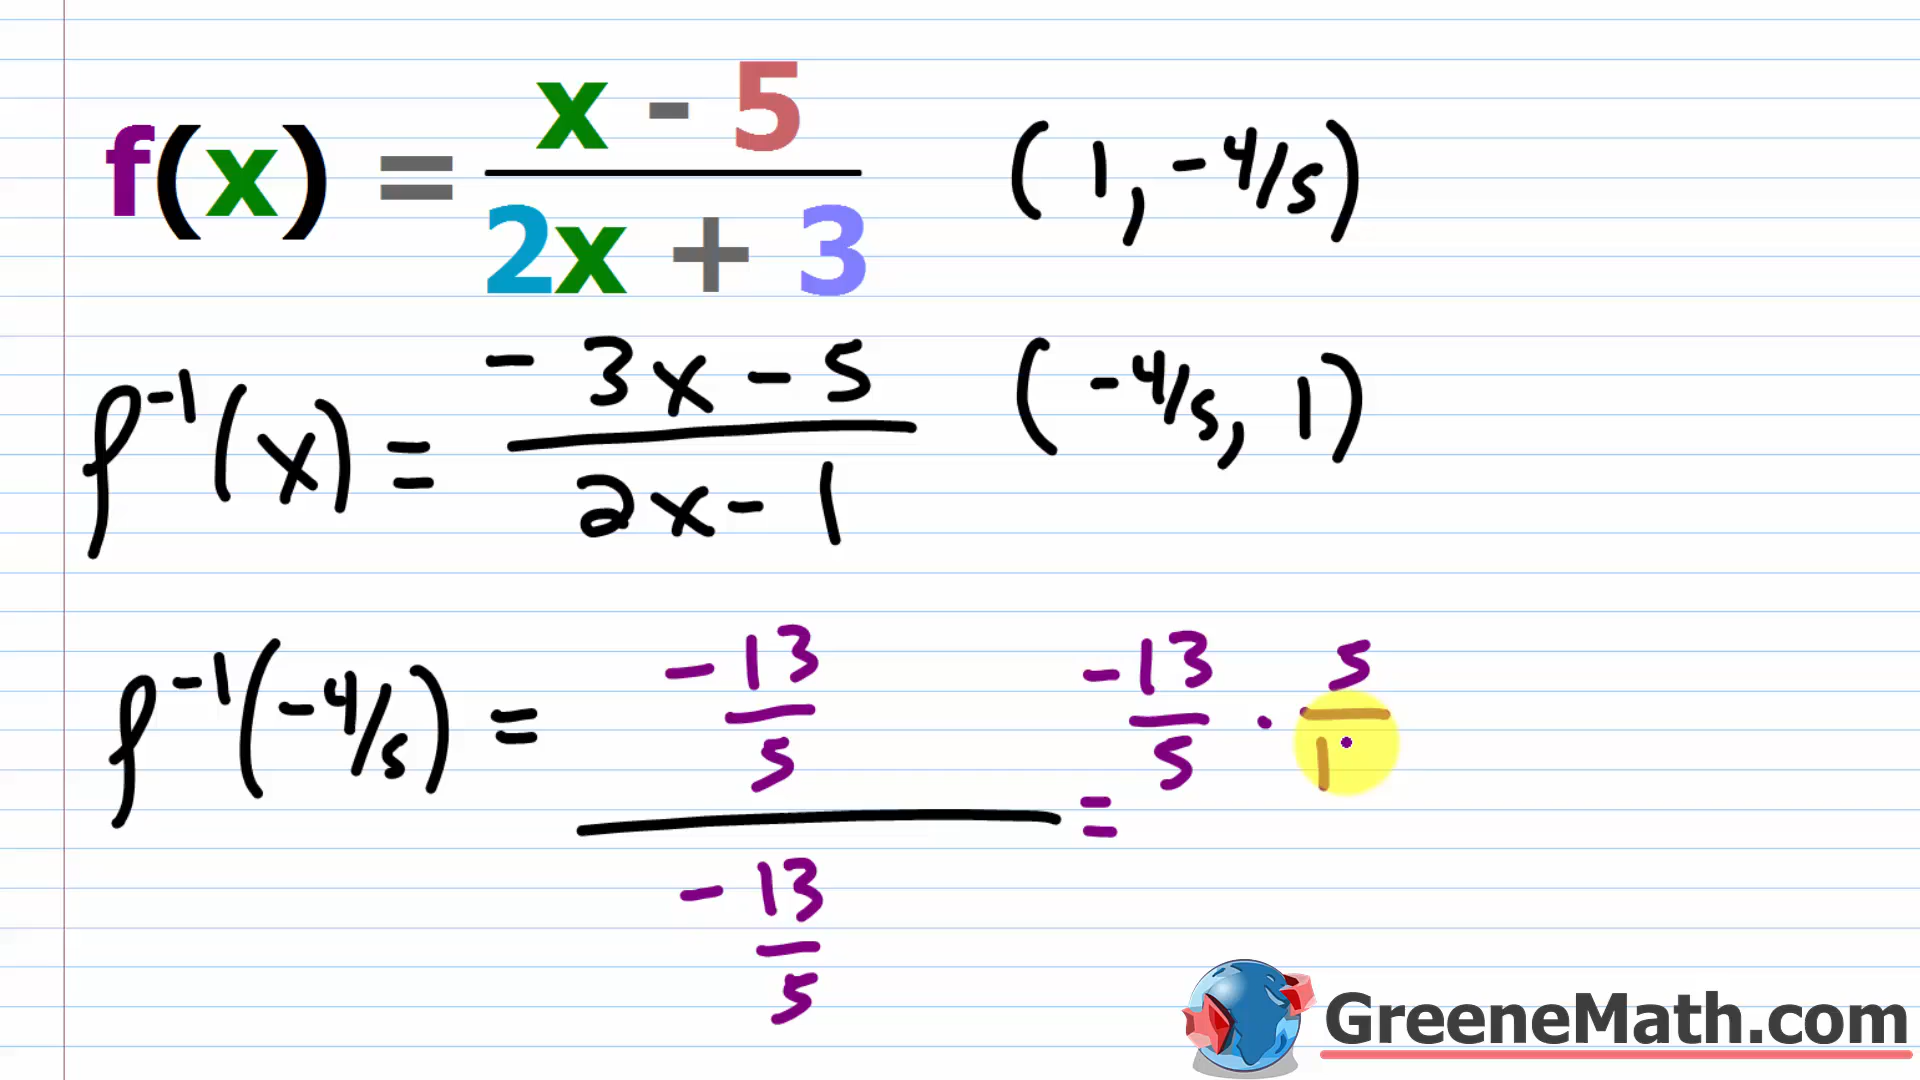 f(x) = (x - 5)/(2x + 3) (1, -4/5)
f⁻¹(x) = (-3x - 5)/(2x - 1) (-4/5, 1)
f⁻¹(-4/5) = (-13/5)/(-13/5) = -13/5 · 5/1
GreeneMath.com